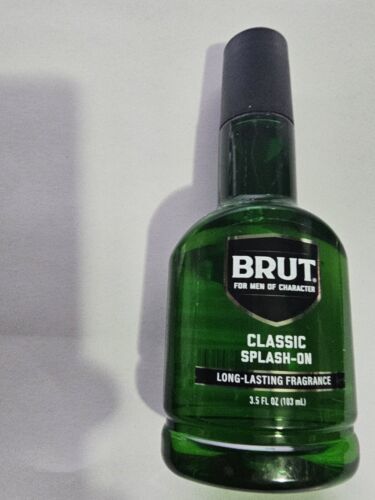 BRUT®
FOR MEN OF CHARACTER
CLASSIC
SPLASH-ON
LONG-LASTING FRAGRANCE
3.5 FL OZ (103 mL)